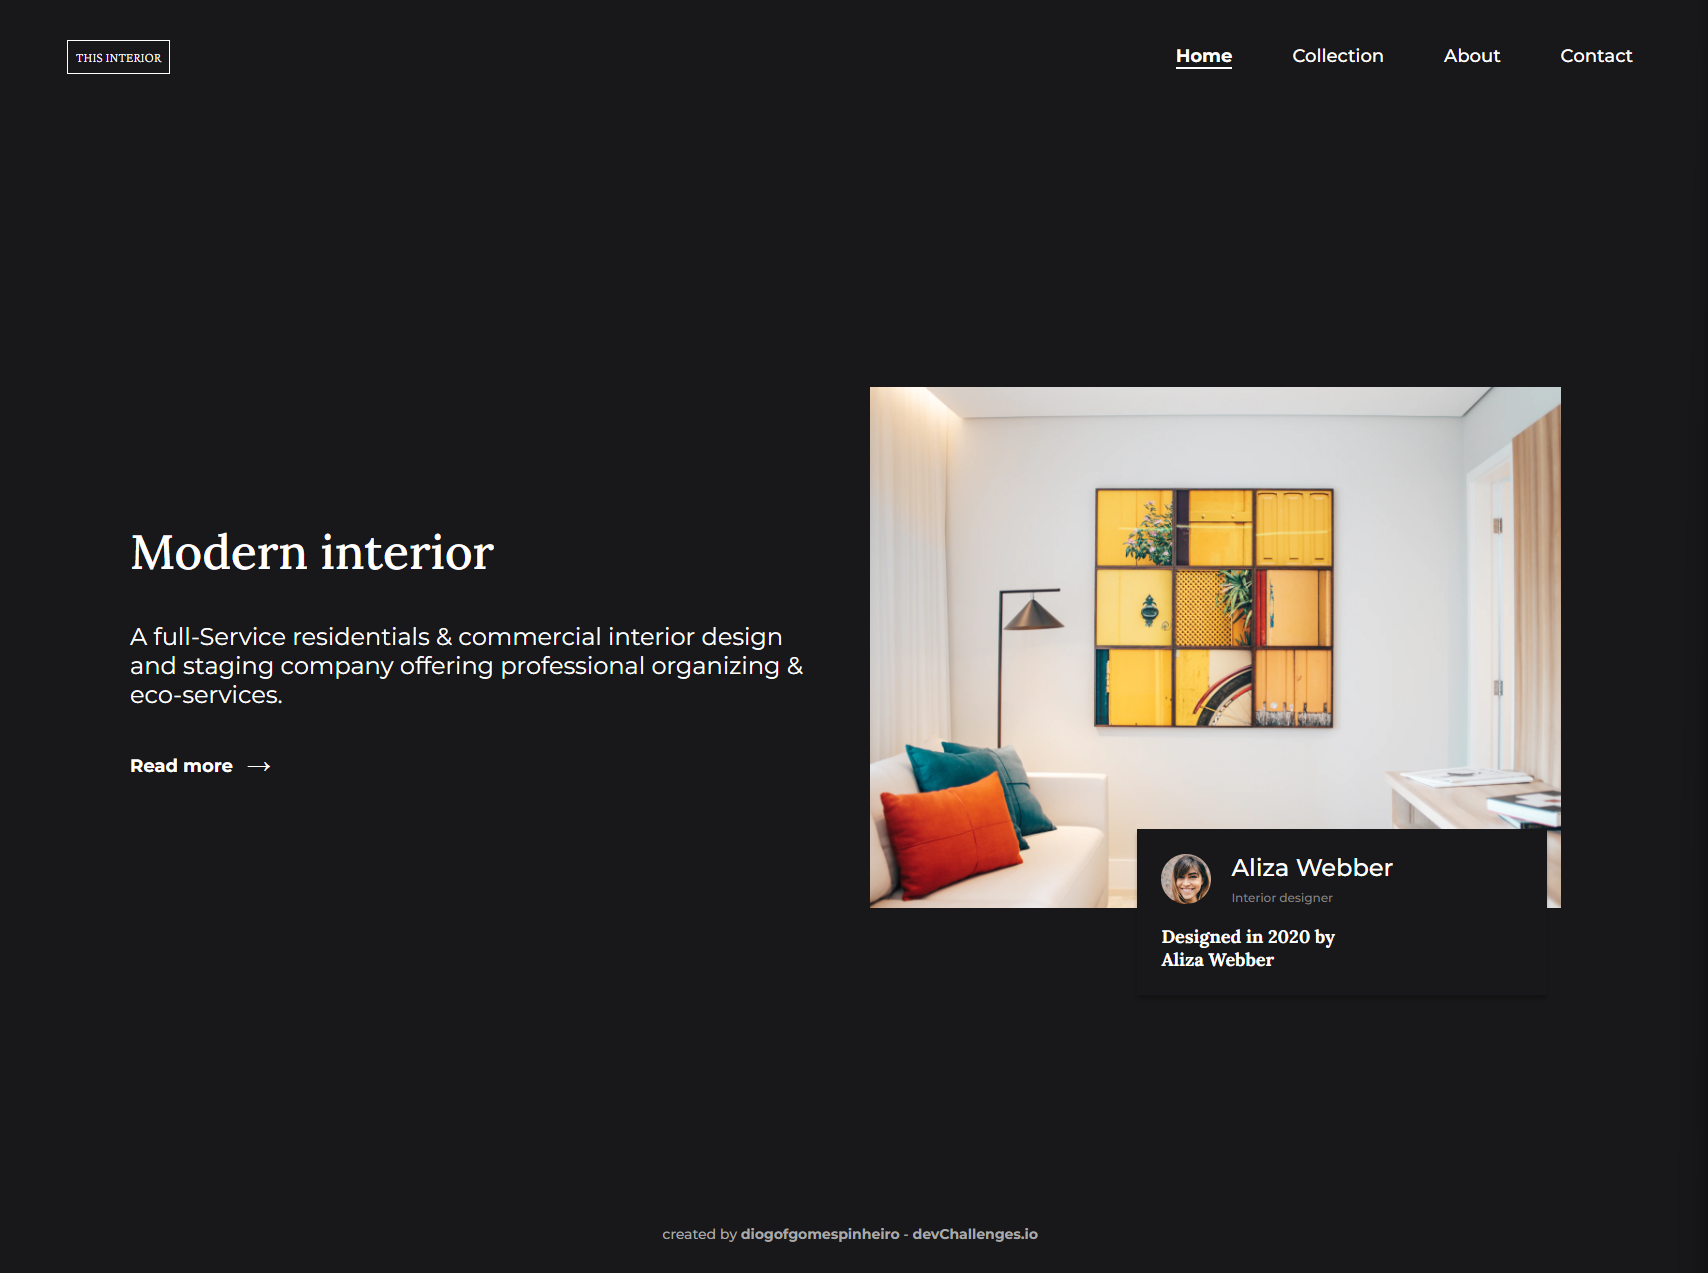 THIS INTERIOR
Home
Collection
About
Contact
Modern interior
A full-Service residentials & commercial interior design
and staging company offering professional organizing &
eco-services.
Read more →
Aliza Webber
Interior designer
Designed in 2020 by
Aliza Webber
created by diogofgomespinheiro - devChallenges.io